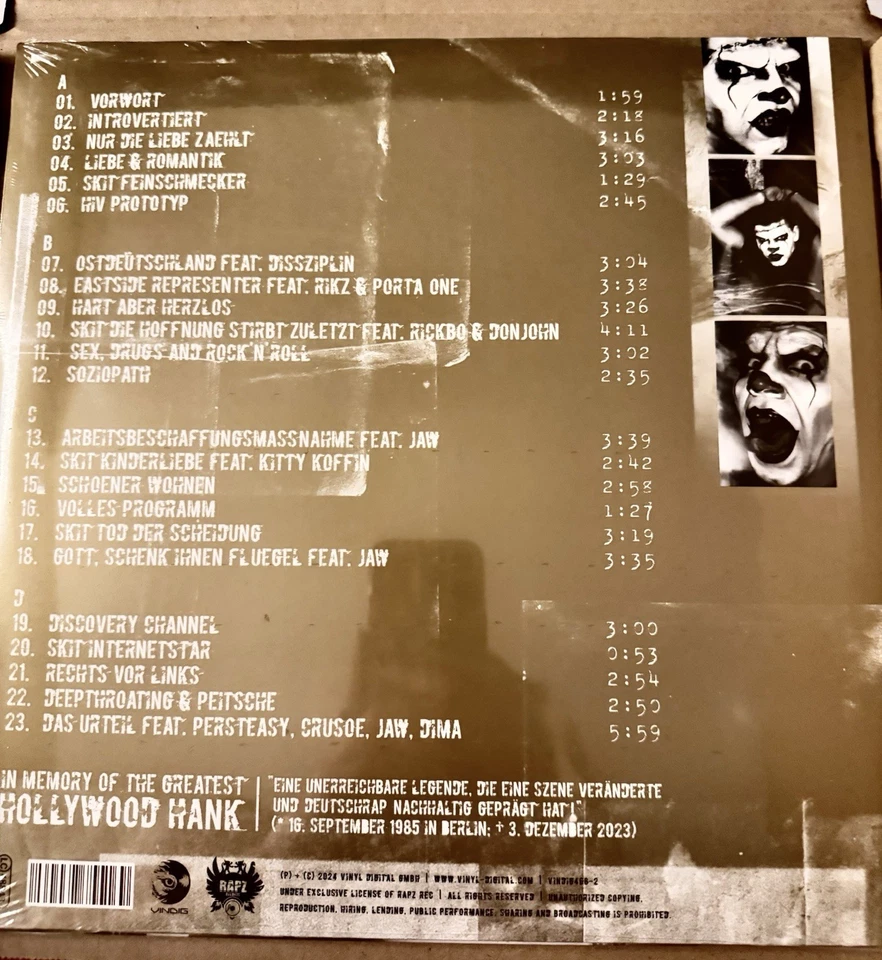 A
01. VORWORT 1:59
02. INTROVERTIERT 2:18
03. NUR DIE LIEBE ZAEHLT 3:16
04. LIEBE & ROMANTIK 3:03
05. SKIT FEINSCHMECKER 1:29
06. HIV PROTOTYP 2:45
B
07. OSTDEUTSCHLAND FEAT. DISSZIPLIN 3:04
08. EASTSIDE REPRESENTER FEAT. RIKZ & PORTA ONE 3:38
09. HART ABER HERZLOS 3:26
10. SKIT DIE HOFFNUNG STIRBT ZULETZT FEAT. RICKBO & DONJOHN 4:11
11. SEX, DRUGS AND ROCK'N'ROLL 3:02
12. SOZIOPATH 2:35
C
13. ARBEITSBESCHAFFUNGSMASSNAHME FEAT. JAW 3:39
14. SKIT KINDERLIEBE FEAT. KITTY KOFFIN 2:42
15. SCHOENER WOHNEN 2:58
16. VOLLES PROGRAMM 1:27
17. SKIT TOD DER SCHEIDUNG 3:19
18. GOTT, SCHENK IHNEN FLUEGEL FEAT. JAW 3:35
D
19. DISCOVERY CHANNEL 3:00
20. SKIT INTERNETSTAR 0:53
21. RECHTS VOR LINKS 2:54
22. DEEPTHROATING & PEITSCHE 2:50
23. DAS URTEIL FEAT. PERSTEASY, CRUSOE, JAW, DIMA 5:59
IN MEMORY OF THE GREATEST
HOLLYWOOD HANK
"EINE UNERREICHBARE LEGENDE, DIE EINE SZENE VERÄNDERTE
UND DEUTSCHRAP NACHHALTIG GEPRÄGT HAT!"
(* 16. SEPTEMBER 1985 IN BERLIN; † 3. DEZEMBER 2023)
LC
VINDIG
RAPZ
(P) + (C) 2024 VINYL DIGITAL GMBH | WWW.VINYL-DIGITAL.COM |
UNDER EXCLUSIVE LICENSE OF RAPZ REC | ALL RIGHTS RESERVED | UNAUTHORIZED COPYING,
REPRODUCTION, HIRING, LENDING, PUBLIC PERFORMANCE, SHARING AND BROADCASTING IS PROHIBITED.